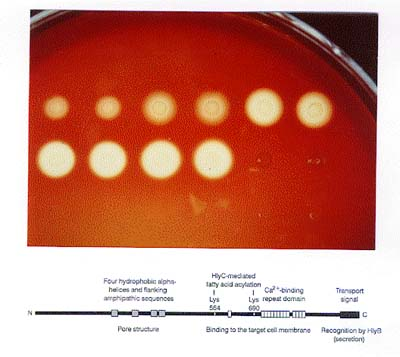 Four hydrophobic alpha-
helices and flanking
amphipathic sequences
HlyC-mediated
fatty acid acylation
Lys
564
Lys
690
Ca2+-binding
repeat domain
Transport
signal
N
C
Pore structure
Binding to the target cell membrane
Recognition by HlyB
(secretion)